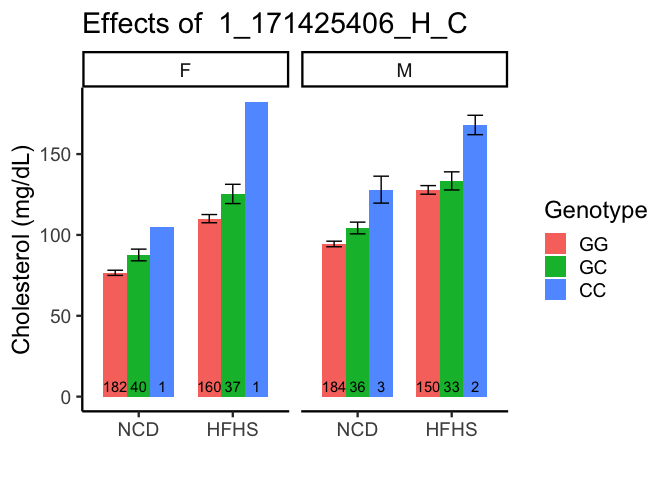 Effects of  1_171425406_H_C
F
M
Cholesterol (mg/dL)
150
100
50
0
182 40 1 160 37 1
184 36 3 150 33 2
NCD HFHS
NCD HFHS
Genotype
GG
GC
CC